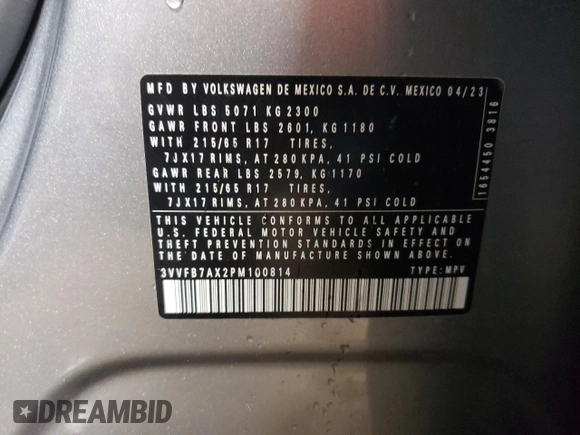 MFD BY VOLKSWAGEN DE MEXICO S.A. DE C.V. MEXICO 04/23
GVWR LBS 5071 KG 2300
GAWR FRONT LBS 2601, KG 1180
WITH 215/65 R17 TIRES,
7JX17 RIMS, AT 280 KPA, 41 PSI COLD
GAWR REAR LBS 2579, KG 1170
WITH 215/65 R17 TIRES,
7JX17 RIMS, AT 280 KPA, 41 PSI COLD
THIS VEHICLE CONFORMS TO ALL APPLICABLE
U.S. FEDERAL MOTOR VEHICLE SAFETY AND
THEFT PREVENTION STANDARDS IN EFFECT ON
THE DATE OF MANUFACTURE SHOWN ABOVE.
3VVFB7AX2PM100814 TYPE: MPV
1654450 3816
DREAMBID